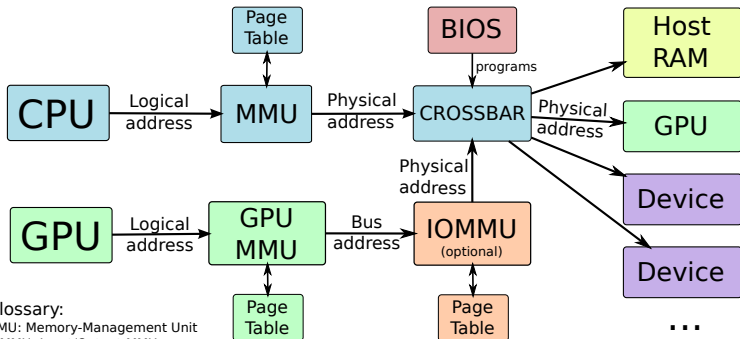 Page
Table
BIOS
Host
RAM
programs
CPU
Logical
address
MMU
Physical
address
CROSSBAR
Physical
address
GPU
Physical
address
Device
GPU
Logical
address
GPU
MMU
Bus
address
IOMMU
(optional)
Device
Page
Table
Page
Table
...
lossary:
MU: Memory-Management Unit